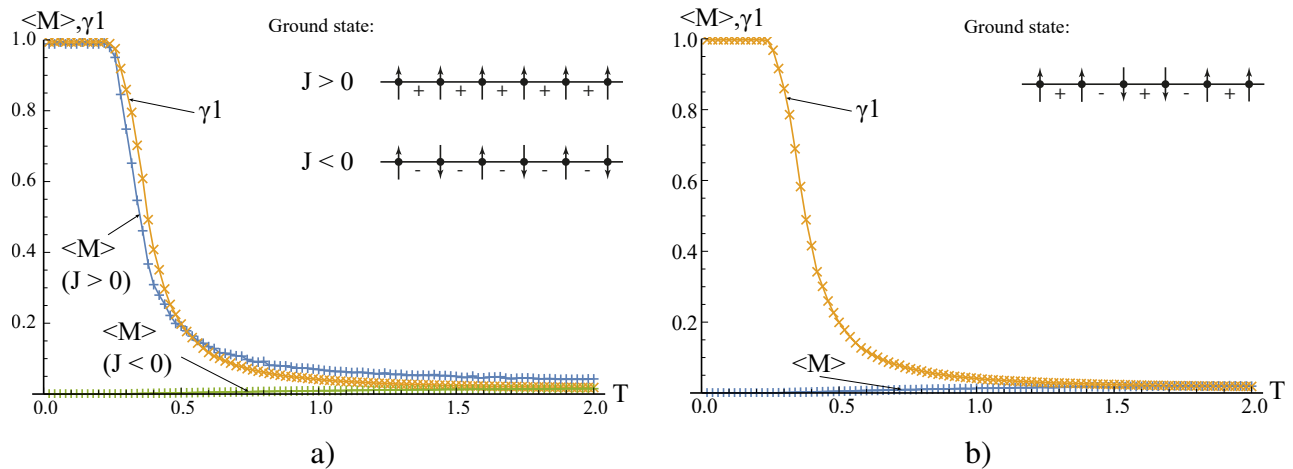 <M>,γ1
Ground state:
1.0
0.8
0.6
0.4
0.2
0.0
0.5
1.0
1.5
2.0
T
J > 0
+ + + + +
J < 0
- - - - -
γ1
<M>
(J > 0)
<M>
(J < 0)
a)
<M>,γ1
Ground state:
+ - + - +
1.0
0.8
0.6
0.4
0.2
0.0
0.5
1.0
1.5
2.0
T
γ1
<M>
b)